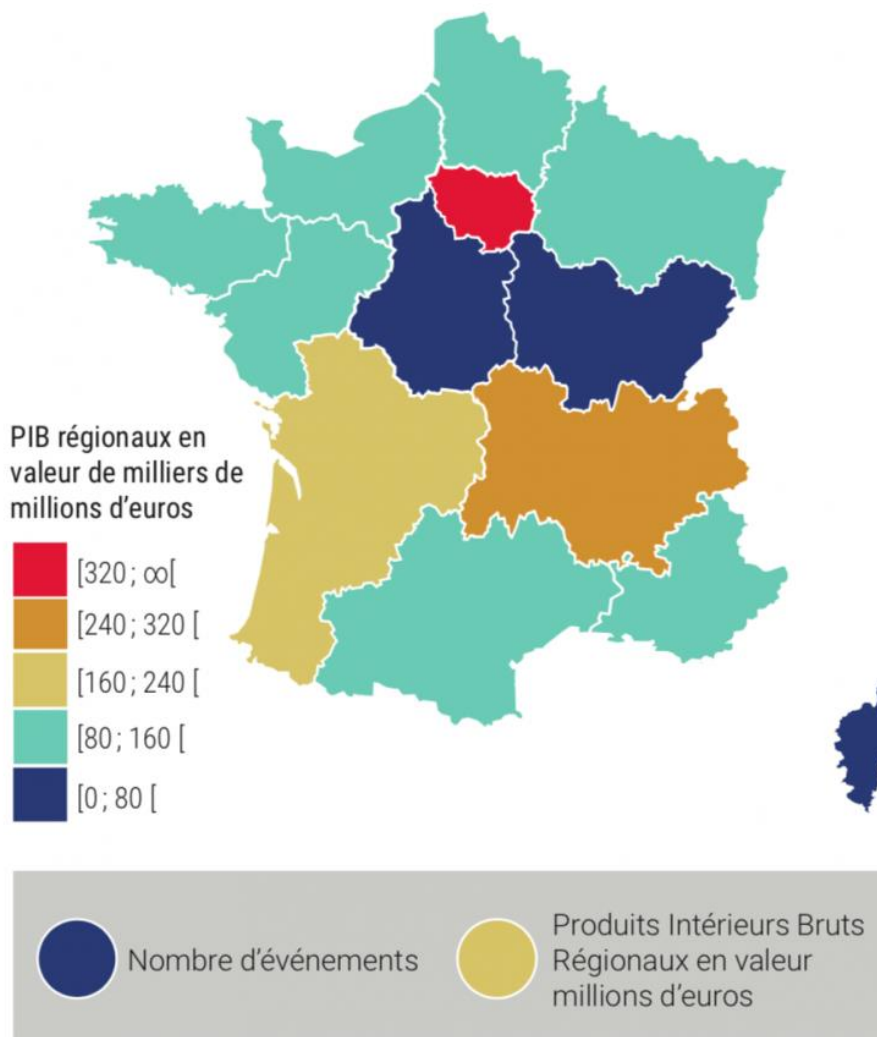 PIB régionaux en
valeur de milliers de
millions d'euros
[320 ; ∞[
[240 ; 320 [
[160 ; 240 [
[80 ; 160 [
[0 ; 80 [
Nombre d'événements
Produits Intérieurs Bruts
Régionaux en valeur
millions d'euros